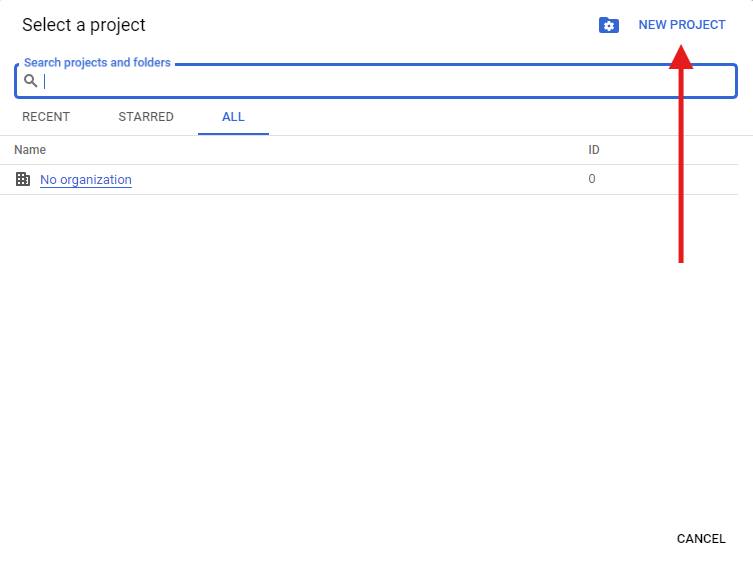 Select a project
NEW PROJECT
Search projects and folders
RECENT STARRED ALL
Name ID
No organization 0
CANCEL